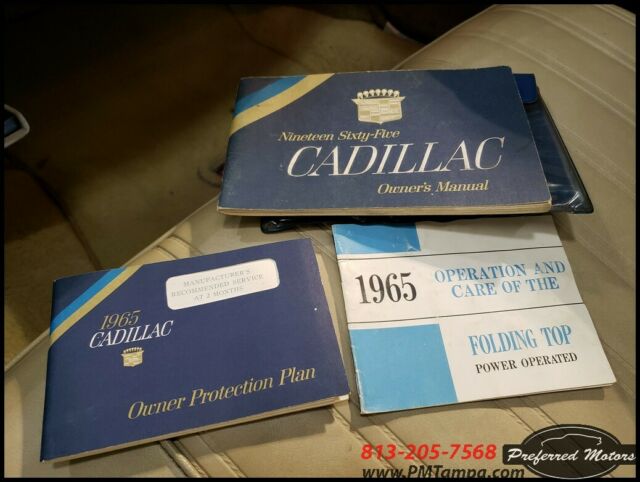 Nineteen Sixty-Five
CADILLAC
Owner's Manual
MANUFACTURER'S
RECOMMENDED SERVICE
AT 2 MONTHS
1965
CADILLAC
Owner Protection Plan
1965
OPERATION AND
CARE OF THE
FOLDING TOP
POWER OPERATED
813-205-7568
www.PMTampa.com
Preferred Motors